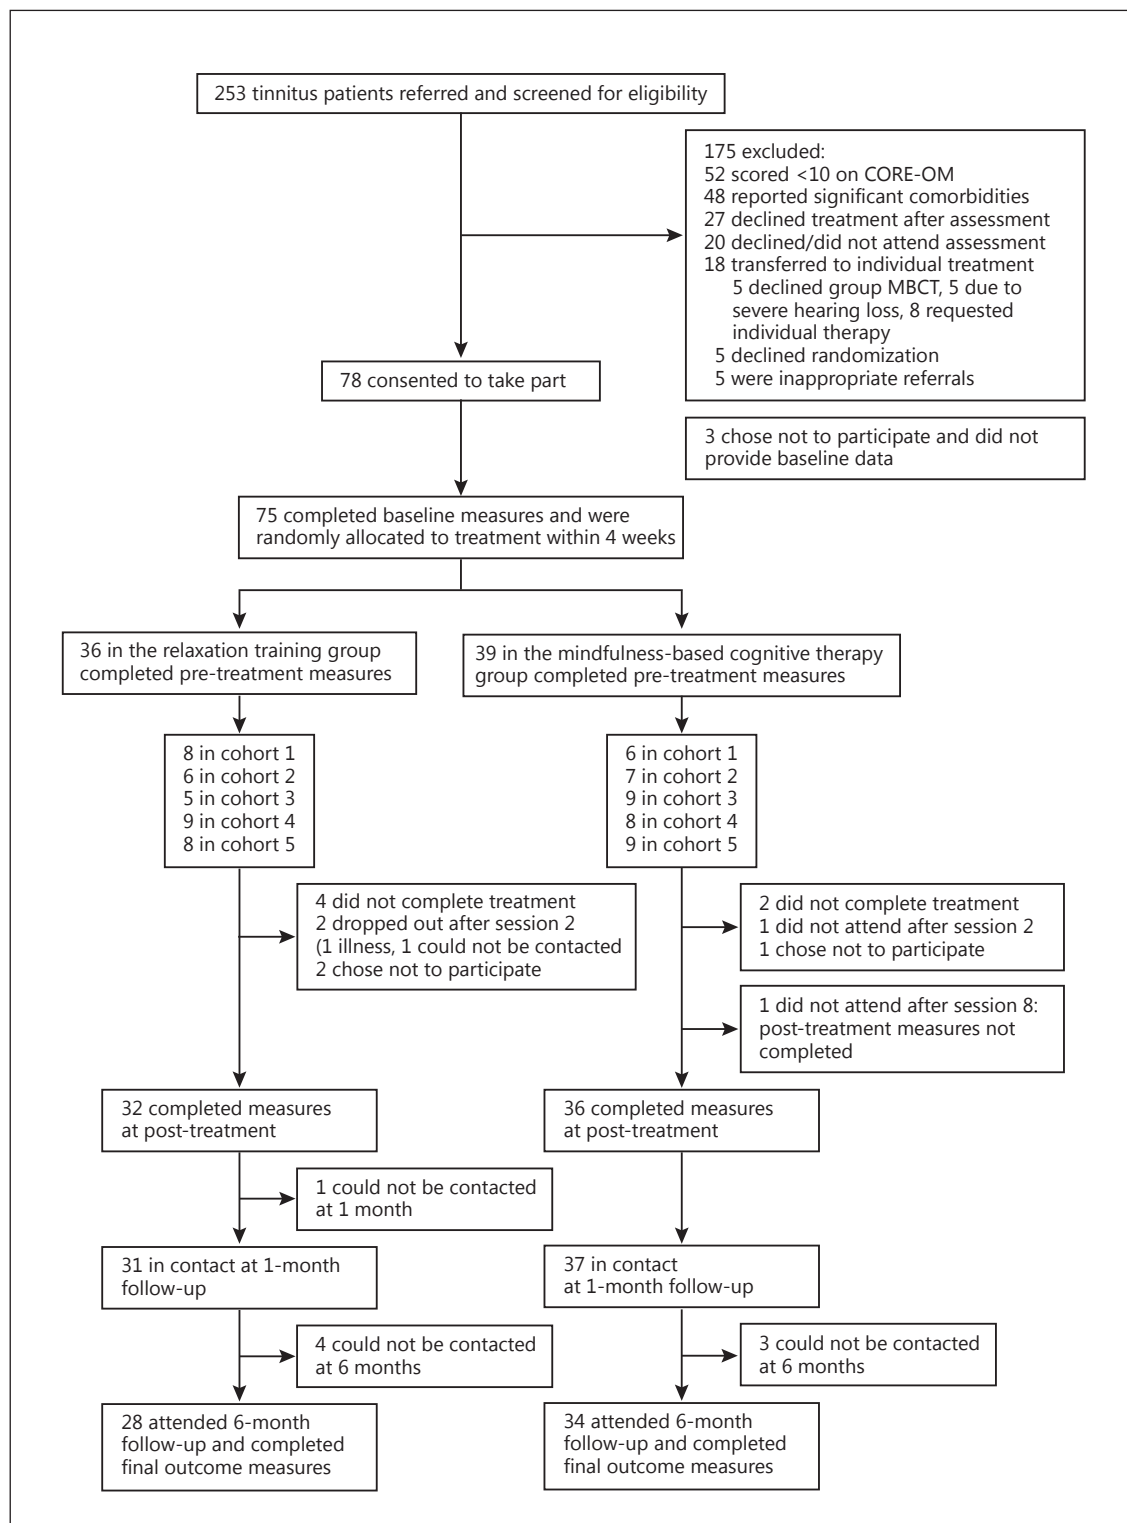 253 tinnitus patients referred and screened for eligibility
175 excluded:
52 scored <10 on CORE-OM
48 reported significant comorbidities
27 declined treatment after assessment
20 declined/did not attend assessment
18 transferred to individual treatment
5 declined group MBCT, 5 due to
severe hearing loss, 8 requested
individual therapy
5 declined randomization
5 were inappropriate referrals
78 consented to take part
3 chose not to participate and did not
provide baseline data
75 completed baseline measures and were
randomly allocated to treatment within 4 weeks
36 in the relaxation training group
completed pre-treatment measures
39 in the mindfulness-based cognitive therapy
group completed pre-treatment measures
8 in cohort 1
6 in cohort 2
5 in cohort 3
9 in cohort 4
8 in cohort 5
6 in cohort 1
7 in cohort 2
9 in cohort 3
8 in cohort 4
9 in cohort 5
4 did not complete treatment
2 dropped out after session 2
(1 illness, 1 could not be contacted
2 chose not to participate
2 did not complete treatment
1 did not attend after session 2
1 chose not to participate
1 did not attend after session 8:
post-treatment measures not
completed
32 completed measures
at post-treatment
36 completed measures
at post-treatment
1 could not be contacted
at 1 month
31 in contact at 1-month
follow-up
37 in contact
at 1-month follow-up
4 could not be contacted
at 6 months
3 could not be contacted
at 6 months
28 attended 6-month
follow-up and completed
final outcome measures
34 attended 6-month
follow-up and completed
final outcome measures